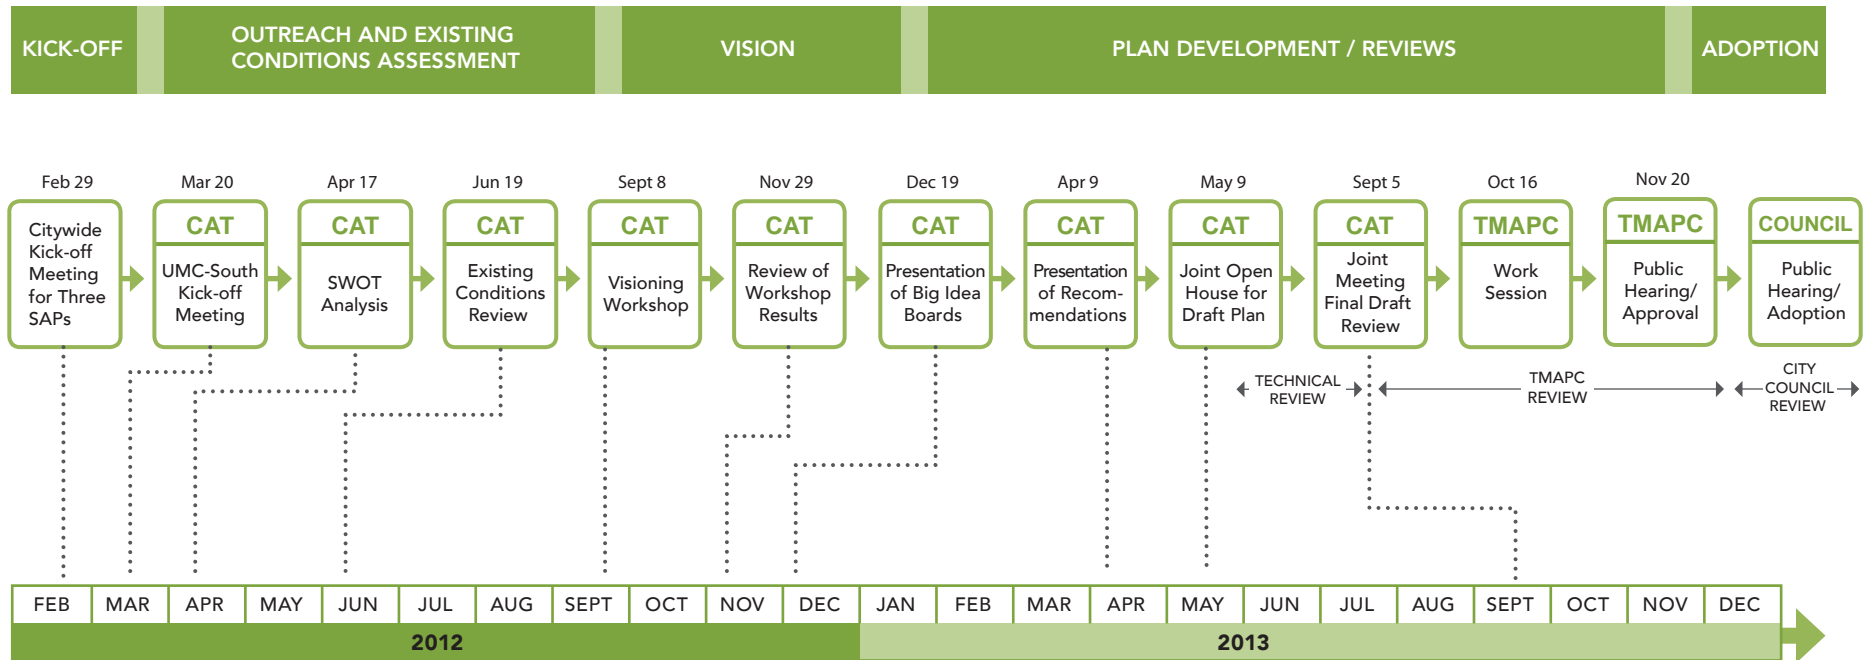 KICK-OFF
OUTREACH AND EXISTING
CONDITIONS ASSESSMENT
VISION
PLAN DEVELOPMENT / REVIEWS
ADOPTION
Feb 29
Citywide
Kick-off
Meeting
for Three
SAPs
Mar 20
CAT
UMC-South
Kick-off
Meeting
Apr 17
CAT
SWOT
Analysis
Jun 19
CAT
Existing
Conditions
Review
Sept 8
CAT
Visioning
Workshop
Nov 29
CAT
Review of
Workshop
Results
Dec 19
CAT
Presentation
of Big Idea
Boards
Apr 9
CAT
Presentation
of Recom-
mendations
May 9
CAT
Joint Open
House for
Draft Plan
Sept 5
CAT
Joint
Meeting
Final Draft
Review
Oct 16
TMAPC
Work
Session
Nov 20
TMAPC
Public
Hearing/
Approval
COUNCIL
Public
Hearing/
Adoption
TECHNICAL
REVIEW
TMAPC
REVIEW
CITY
COUNCIL
REVIEW
FEB MAR APR MAY JUN JUL AUG SEPT OCT NOV DEC JAN FEB MAR APR MAY JUN JUL AUG SEPT OCT NOV DEC
2012 2013